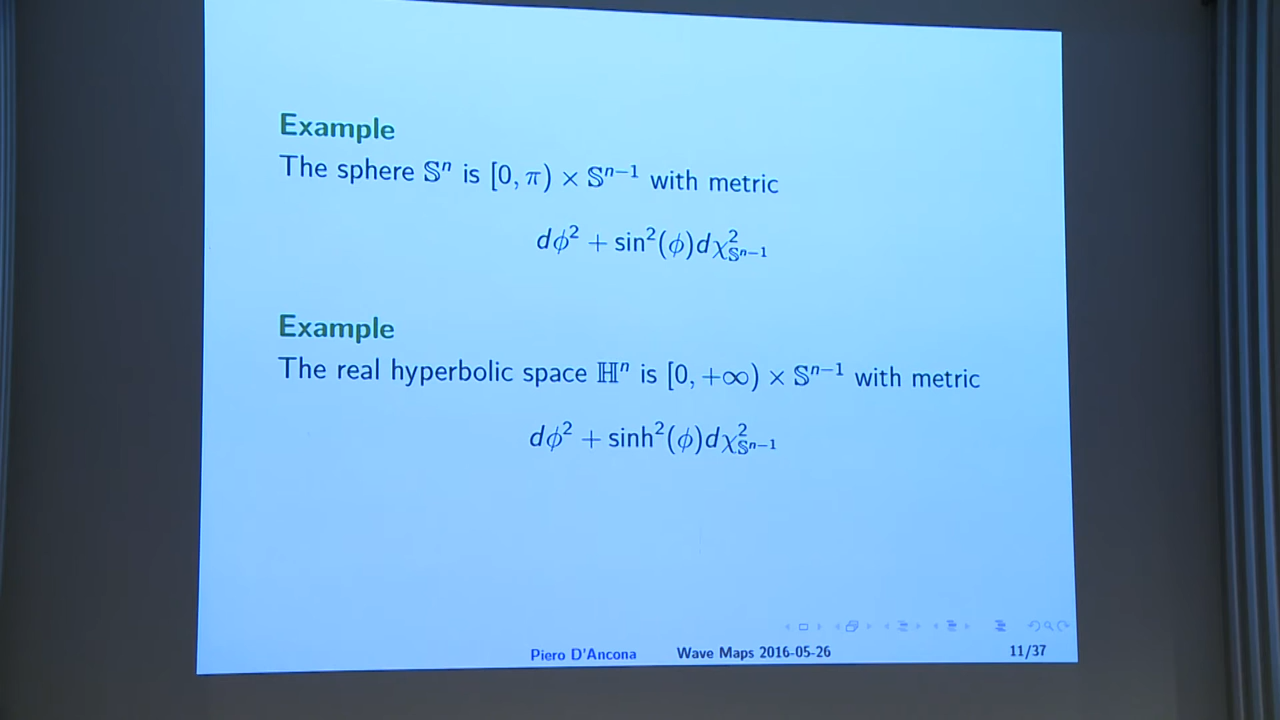 Example
The sphere 𝕊ⁿ is [0, π) × 𝕊ⁿ⁻¹ with metric
dϕ² + sin²(ϕ)dχ²_{𝕊ⁿ⁻¹}
Example
The real hyperbolic space ℍⁿ is [0, +∞) × 𝕊ⁿ⁻¹ with metric
dϕ² + sinh²(ϕ)dχ²_{𝕊ⁿ⁻¹}
Piero D'Ancona Wave Maps 2016-05-26 11/37